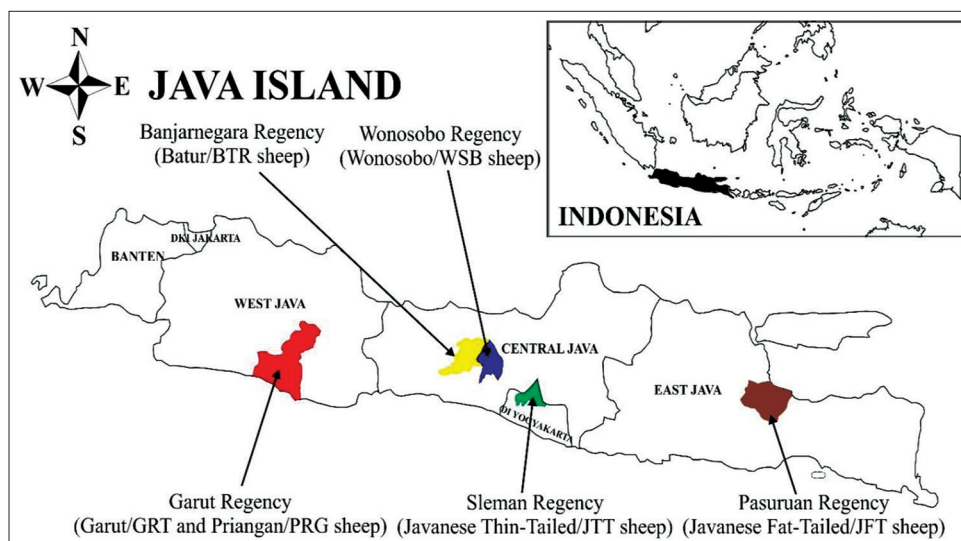 N
W E
S
JAVA ISLAND
Banjarnegara Regency
(Batur/BTR sheep)
Wonosobo Regency
(Wonosobo/WSB sheep)
INDONESIA
DKI JAKARTA
BANTEN
WEST JAVA
CENTRAL JAVA
EAST JAVA
DI YOGYAKARTA
Garut Regency
(Garut/GRT and Priangan/PRG sheep)
Sleman Regency
(Javanese Thin-Tailed/JTT sheep)
Pasuruan Regency
(Javanese Fat-Tailed/JFT sheep)